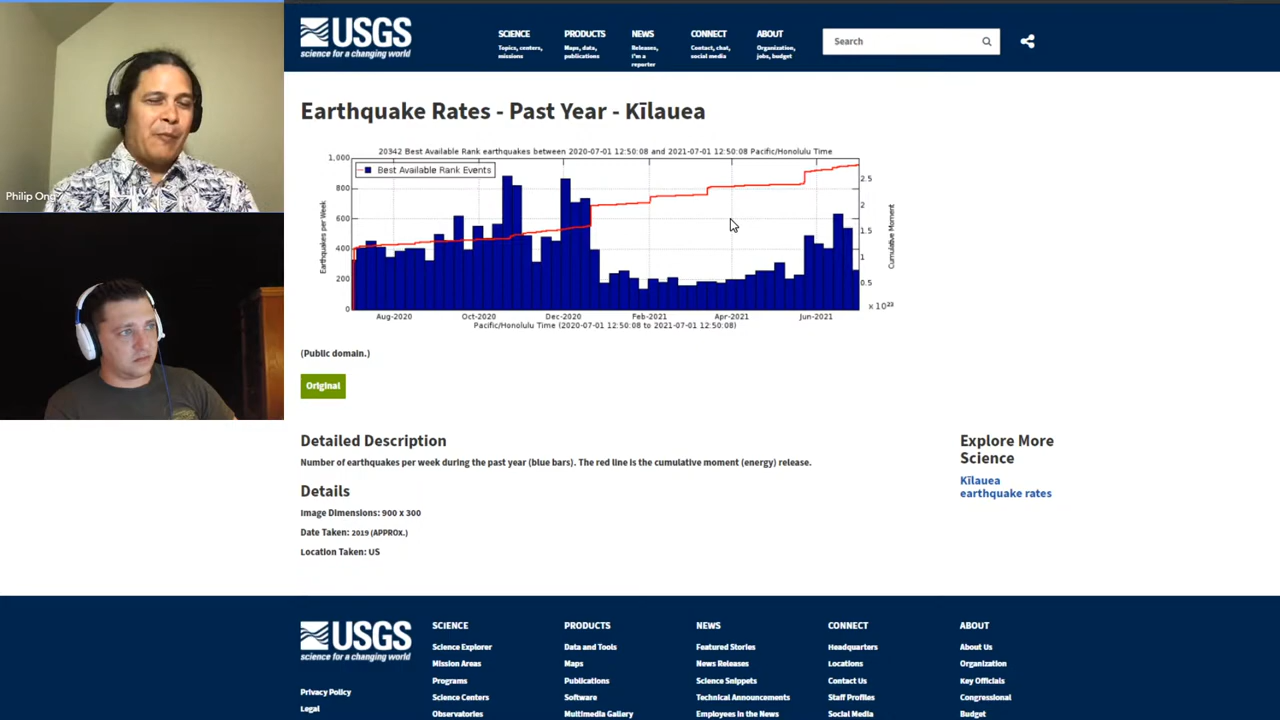 USGS
science for a changing world
SCIENCE
Topics, centers,
missions
PRODUCTS
Maps, data,
publications
NEWS
Releases,
I'm a
reporter
CONNECT
Contact, chat,
social media
ABOUT
Organization,
jobs, budget
Search
Philip Ong
Earthquake Rates - Past Year - Kīlauea
20342 Best Available Rank earthquakes between 2020-07-01 12:50:08 and 2021-07-01 12:50:08 Pacific/Honolulu Time
Best Available Rank Events
Earthquakes per Week
1,000
800
600
400
200
0
2.5
2
1.5
1
0.5
× 10²³
Cumulative Moment
Aug-2020
Oct-2020
Dec-2020
Feb-2021
Apr-2021
Jun-2021
Pacific/Honolulu Time (2020-07-01 12:50:08 to 2021-07-01 12:50:08)
(Public domain.)
Original
Detailed Description
Number of earthquakes per week during the past year (blue bars). The red line is the cumulative moment (energy) release.
Details
Image Dimensions: 900 x 300
Date Taken: 2019 (APPROX.)
Location Taken: US
Explore More
Science
Kīlauea
earthquake rates
USGS
science for a changing world
Privacy Policy
Legal
SCIENCE
Science Explorer
Mission Areas
Programs
Science Centers
Observatories
PRODUCTS
Data and Tools
Maps
Publications
Software
Multimedia Gallery
NEWS
Featured Stories
News Releases
Science Snippets
Technical Announcements
Employees in the News
CONNECT
Headquarters
Locations
Contact Us
Staff Profiles
Social Media
ABOUT
About Us
Organization
Key Officials
Congressional
Budget